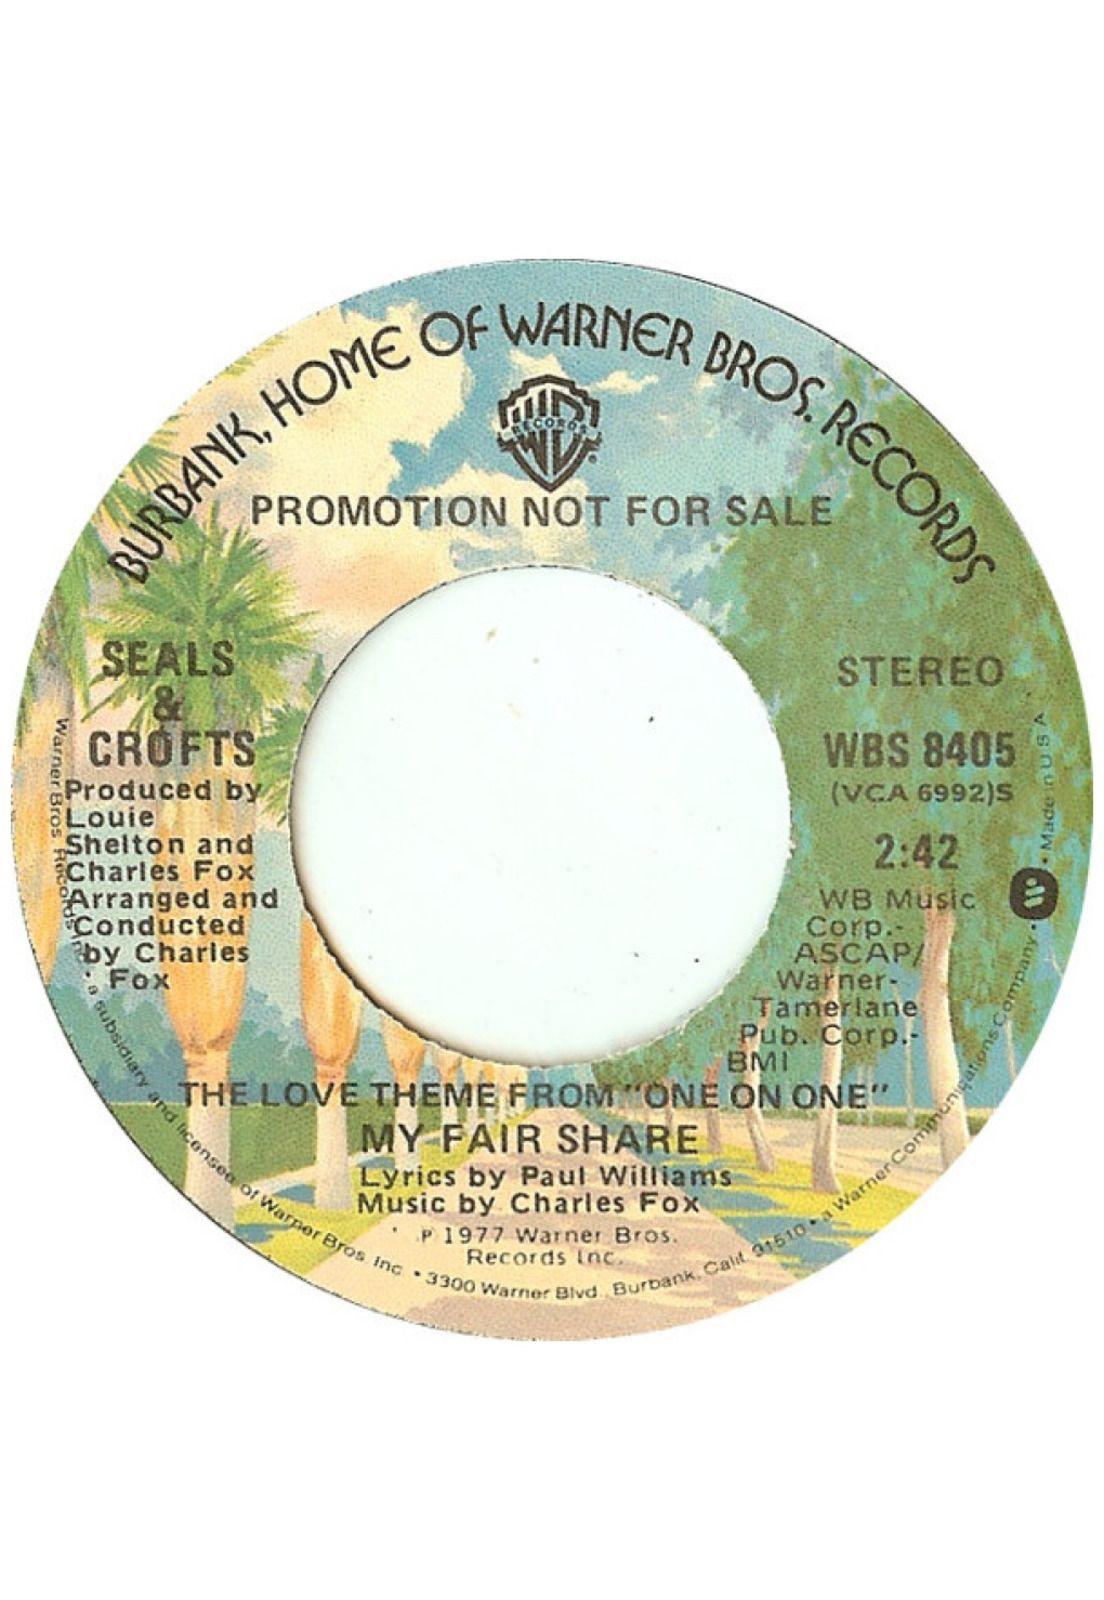 BURBANK, HOME OF WARNER BROS. RECORDS
WB
RECORDS
®
PROMOTION NOT FOR SALE
SEALS
&
CROFTS
Produced by
Louie
Shelton and
Charles Fox
Arranged and
Conducted
by Charles
Fox
STEREO
WBS 8405
(VCA 6992)S
2:42
WB Music
Corp.-
ASCAP/
Warner-
Tamerlane
Pub. Corp.-
BMI
THE LOVE THEME FROM "ONE ON ONE"
MY FAIR SHARE
Lyrics by Paul Williams
Music by Charles Fox
℗ 1977 Warner Bros.
Records Inc.
Warner Bros. Records Inc. • a subsidiary and licensee of Warner Bros. Inc. • 3300 Warner Blvd., Burbank, Calif. 91510 • a Warner Communications Company • Made in U S A